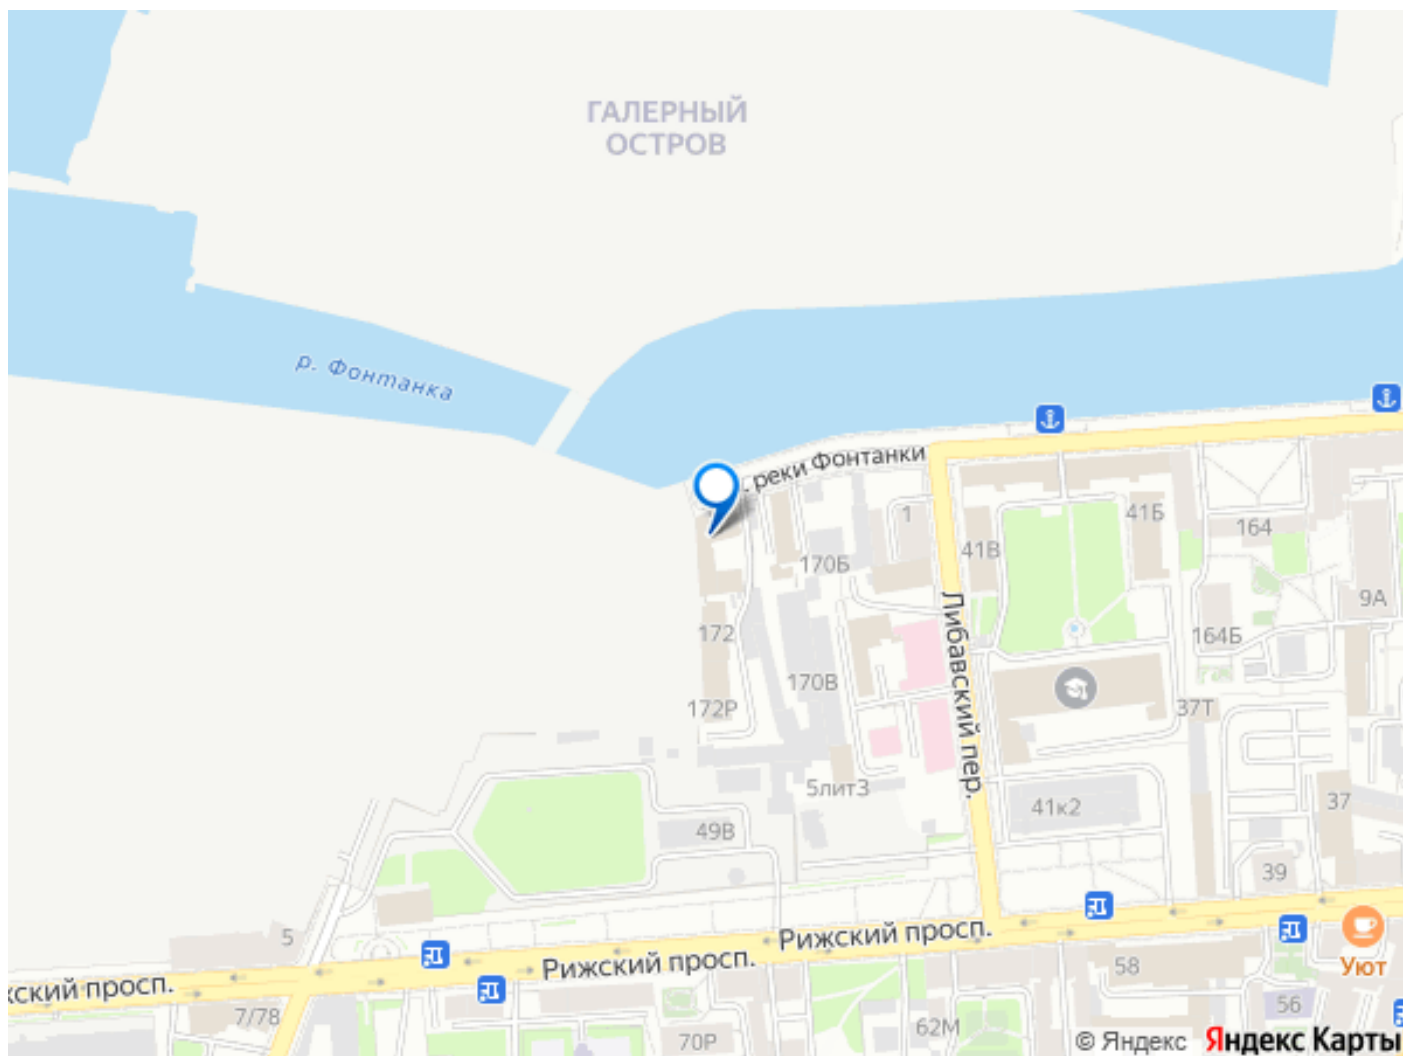 ГАЛЕРНЫЙ
ОСТРОВ
р. Фонтанка
. реки Фонтанки
1
41Б
164
41В
170Б
9А
172
164Б
Либавский пер.
170В
172Р
37Т
5лит3
41к2
37
49В
39
5
Рижский просп.
Рижский просп.
ский просп.
58
Уют
7/78
56
62М
70Р
© Яндекс Яндекс Карты